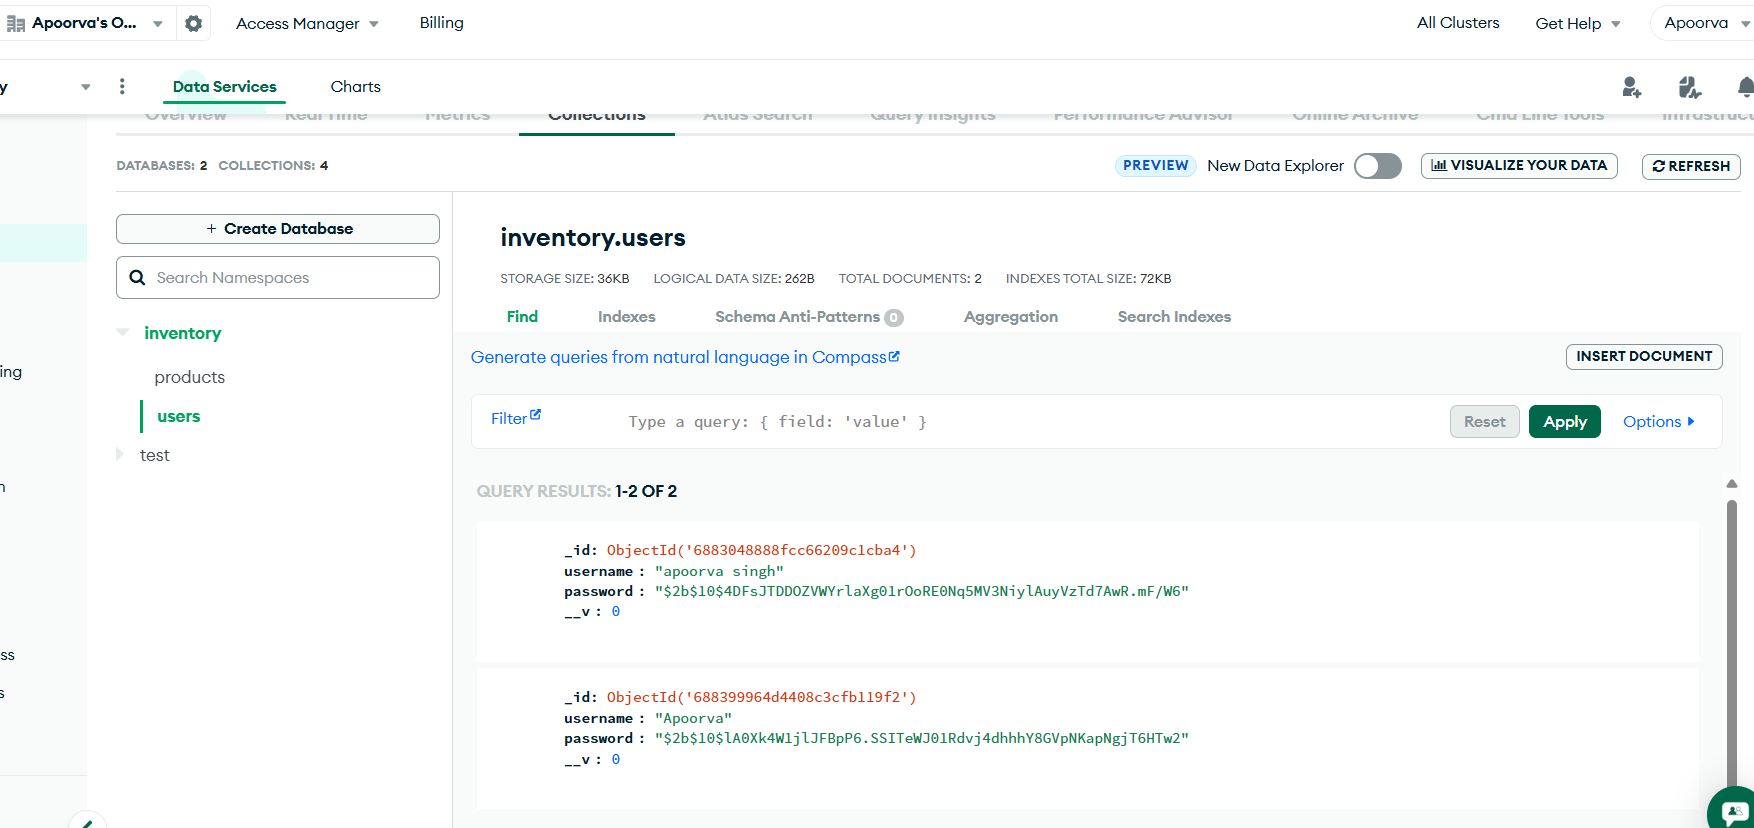 Apoorva's O...
Access Manager
Billing
All Clusters
Get Help
Apoorva
y
Data Services
Charts
Overview
Real Time
Metrics
Collections
Atlas Search
Query Insights
Performance Advisor
Online Archive
Cmd Line Tools
DATABASES: 2 COLLECTIONS: 4
PREVIEW New Data Explorer
VISUALIZE YOUR DATA
REFRESH
+ Create Database
Search Namespaces
inventory
products
users
test
ing
n
ss
s
inventory.users
STORAGE SIZE: 36KB LOGICAL DATA SIZE: 262B TOTAL DOCUMENTS: 2 INDEXES TOTAL SIZE: 72KB
Find Indexes Schema Anti-Patterns 0 Aggregation Search Indexes
Generate queries from natural language in Compass
INSERT DOCUMENT
Filter
Type a query: { field: 'value' }
Reset
Apply
Options
QUERY RESULTS: 1-2 OF 2
_id: ObjectId('6883048888fcc66209c1cba4')
username : "apoorva singh"
password : "$2b$10$4DFsJTDDOZVWYrlaXg01rOoRE0Nq5MV3NiylAuyVzTd7AwR.mF/W6"
__v : 0
_id: ObjectId('688399964d4408c3cfb119f2')
username : "Apoorva"
password : "$2b$10$lA0Xk4W1jlJFBpP6.SSITeWJ01Rdvj4dhhhY8GVpNKapNgjT6HTw2"
__v : 0